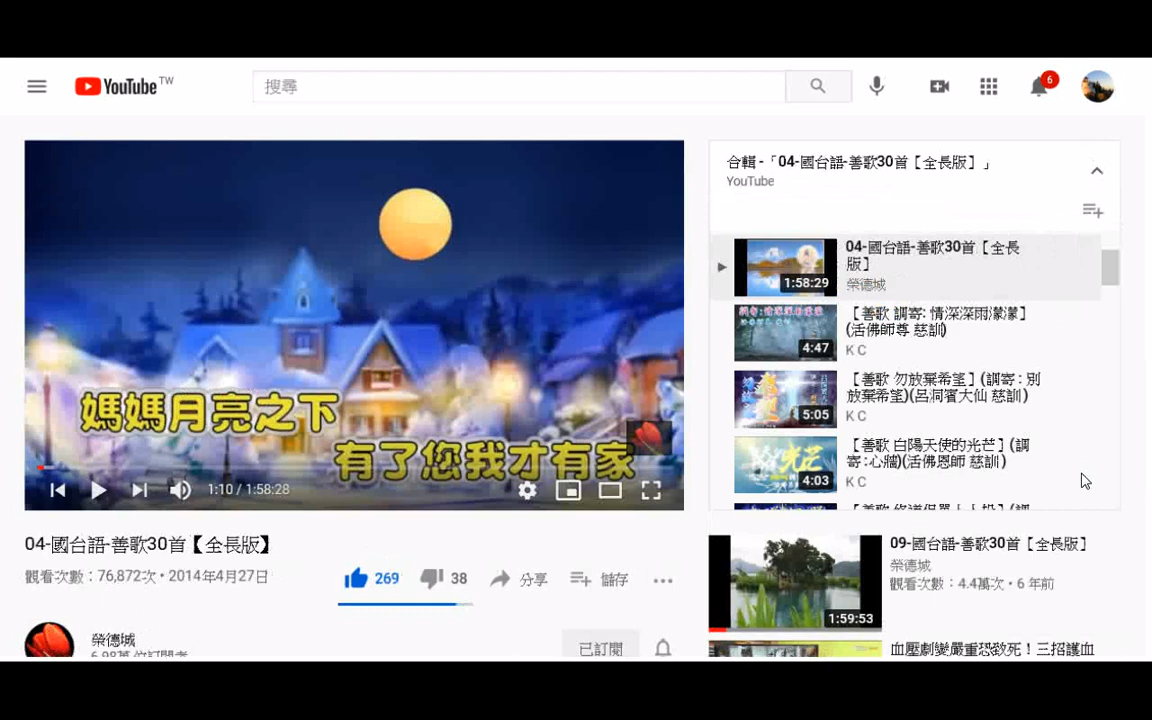 YouTube TW
搜尋
6
媽媽月亮之下
有了您我才有家
1:10 / 1:58:28
04-國台語-善歌30首【全長版】
觀看次數：76,872次 • 2014年4月27日
269
38
分享
儲存
榮德城
6.98萬 位訂閱者
已訂閱
合輯 -「04-國台語-善歌30首【全長版】」
YouTube
04-國台語-善歌30首【全長
版】
榮德城
1:58:29
【善歌 調寄: 情深深雨濛濛】
(活佛師尊 慈訓)
K C
4:47
【善歌 勿放棄希望】(調寄 : 別
放棄希望)(呂洞賓大仙 慈訓)
K C
5:05
【善歌 白陽天使的光芒】(調
寄 :心牆)(活佛恩師 慈訓)
K C
4:03
09-國台語-善歌30首【全長版】
榮德城
觀看次數：4.4萬次 • 6 年前
1:59:53
血壓劇變嚴重恐致死！三招護血